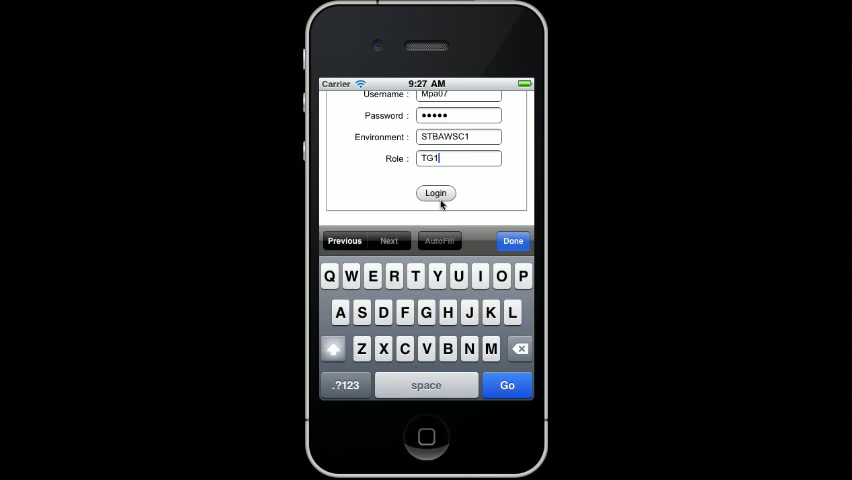 Carrier 9:27 AM
Username : Mpa07
Password : •••••
Environment : STBAWSC1
Role : TG1
Login
Previous Next AutoFill Done
Q W E R T Y U I O P
A S D F G H J K L
Z X C V B N M
.?123 space Go